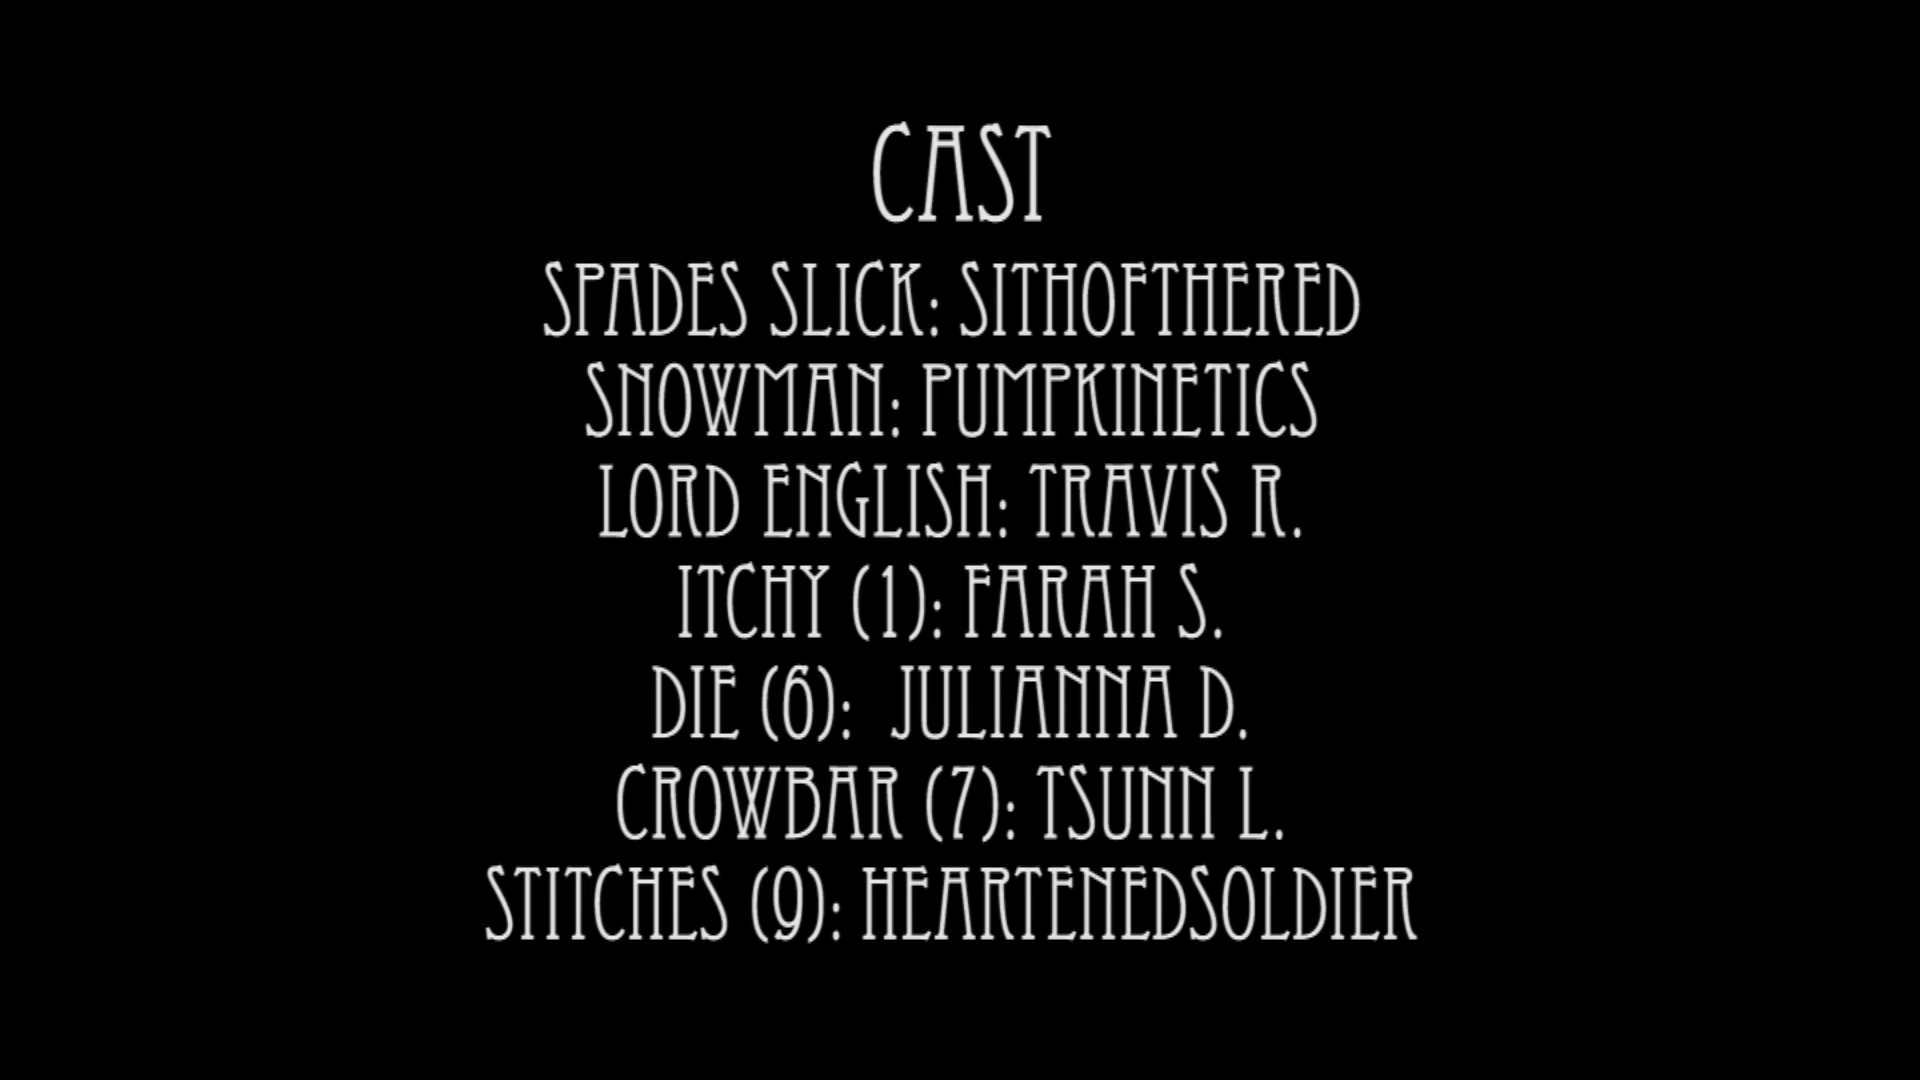 CAST
SPADES SLICK: SITHOFTHERED
SNOWMAN: PUMPKINETICS
LORD ENGLISH: TRAVIS R.
ITCHY (1): FARAH S.
DIE (6): JULIANNA D.
CROWBAR (7): TSUNN L.
STITCHES (9): HEARTENEDSOLDIER